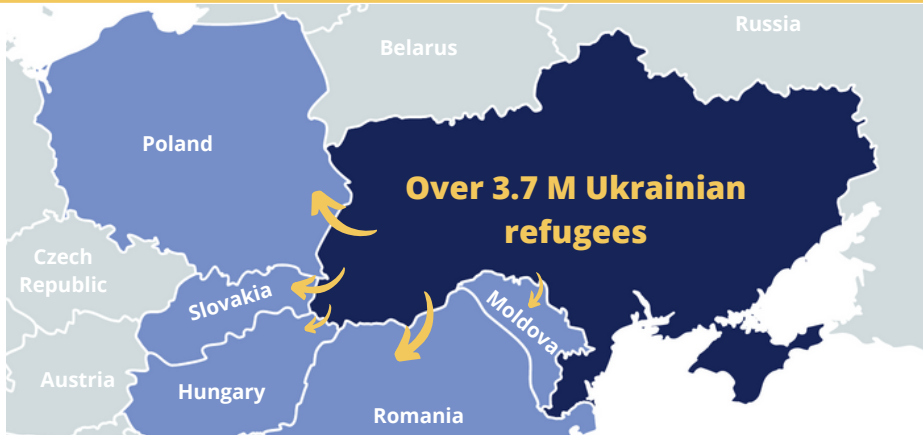 Russia
Belarus
Poland
Over 3.7 M Ukrainian
refugees
Czech
Republic
Slovakia
Moldova
Austria
Hungary
Romania